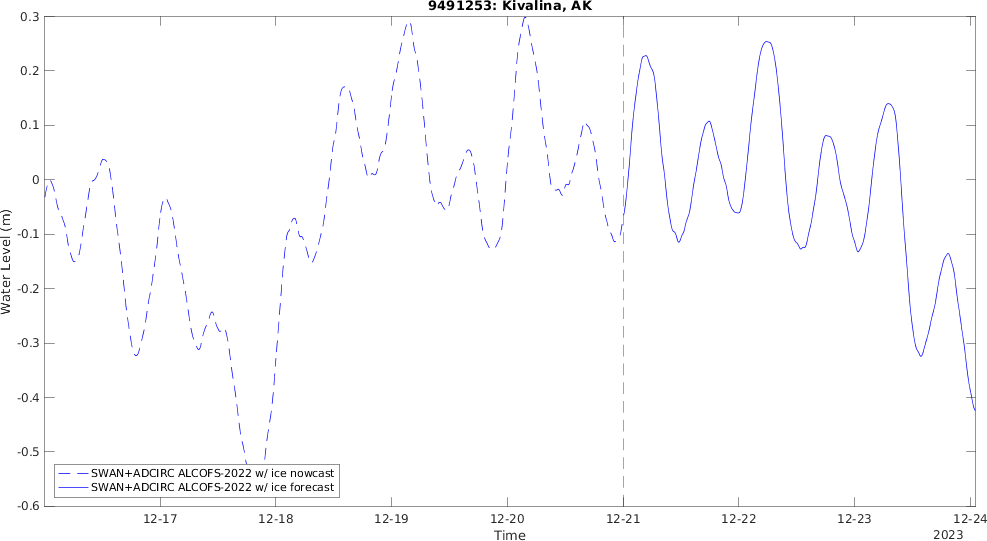 9491253: Kivalina, AK
0.3
0.2
0.1
0
-0.1
-0.2
-0.3
-0.4
-0.5
-0.6
Water Level (m)
SWAN+ADCIRC ALCOFS-2022 w/ ice nowcast
SWAN+ADCIRC ALCOFS-2022 w/ ice forecast
12-17 12-18 12-19 12-20 12-21 12-22 12-23 12-24
Time
2023